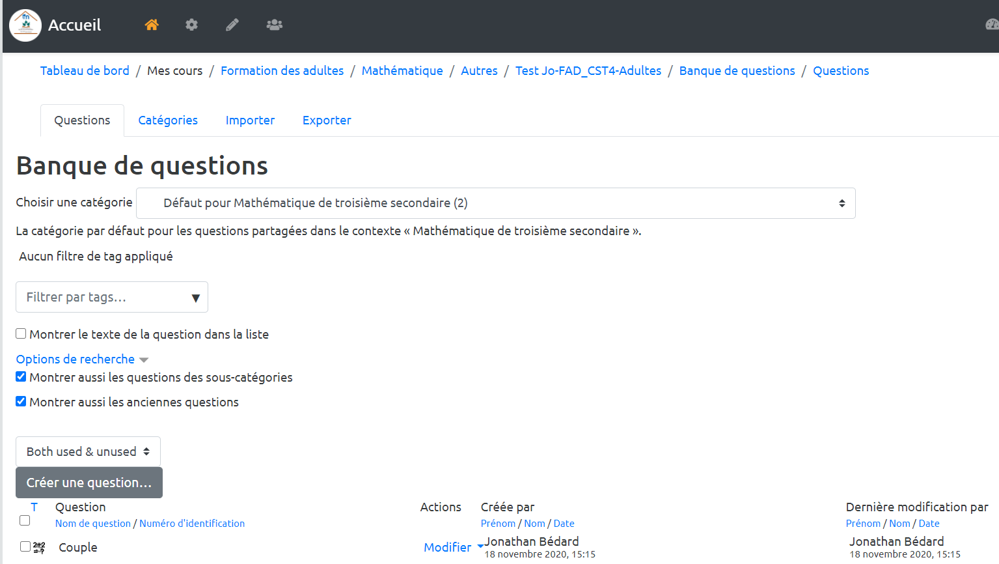 Accueil
Tableau de bord / Mes cours / Formation des adultes / Mathématique / Autres / Test Jo-FAD_CST4-Adultes / Banque de questions / Questions
Questions Catégories Importer Exporter
Banque de questions
Choisir une catégorie Défaut pour Mathématique de troisième secondaire (2)
La catégorie par défaut pour les questions partagées dans le contexte « Mathématique de troisième secondaire ».
Aucun filtre de tag appliqué
Filtrer par tags…
Montrer le texte de la question dans la liste
Options de recherche
Montrer aussi les questions des sous-catégories
Montrer aussi les anciennes questions
Both used & unused
Créer une question…
T Question Actions Créée par Dernière modification par
Nom de question / Numéro d'identification Prénom / Nom / Date Prénom / Nom / Date
2+2 =? Couple Modifier Jonathan Bédard Jonathan Bédard
18 novembre 2020, 15:15 18 novembre 2020, 15:15